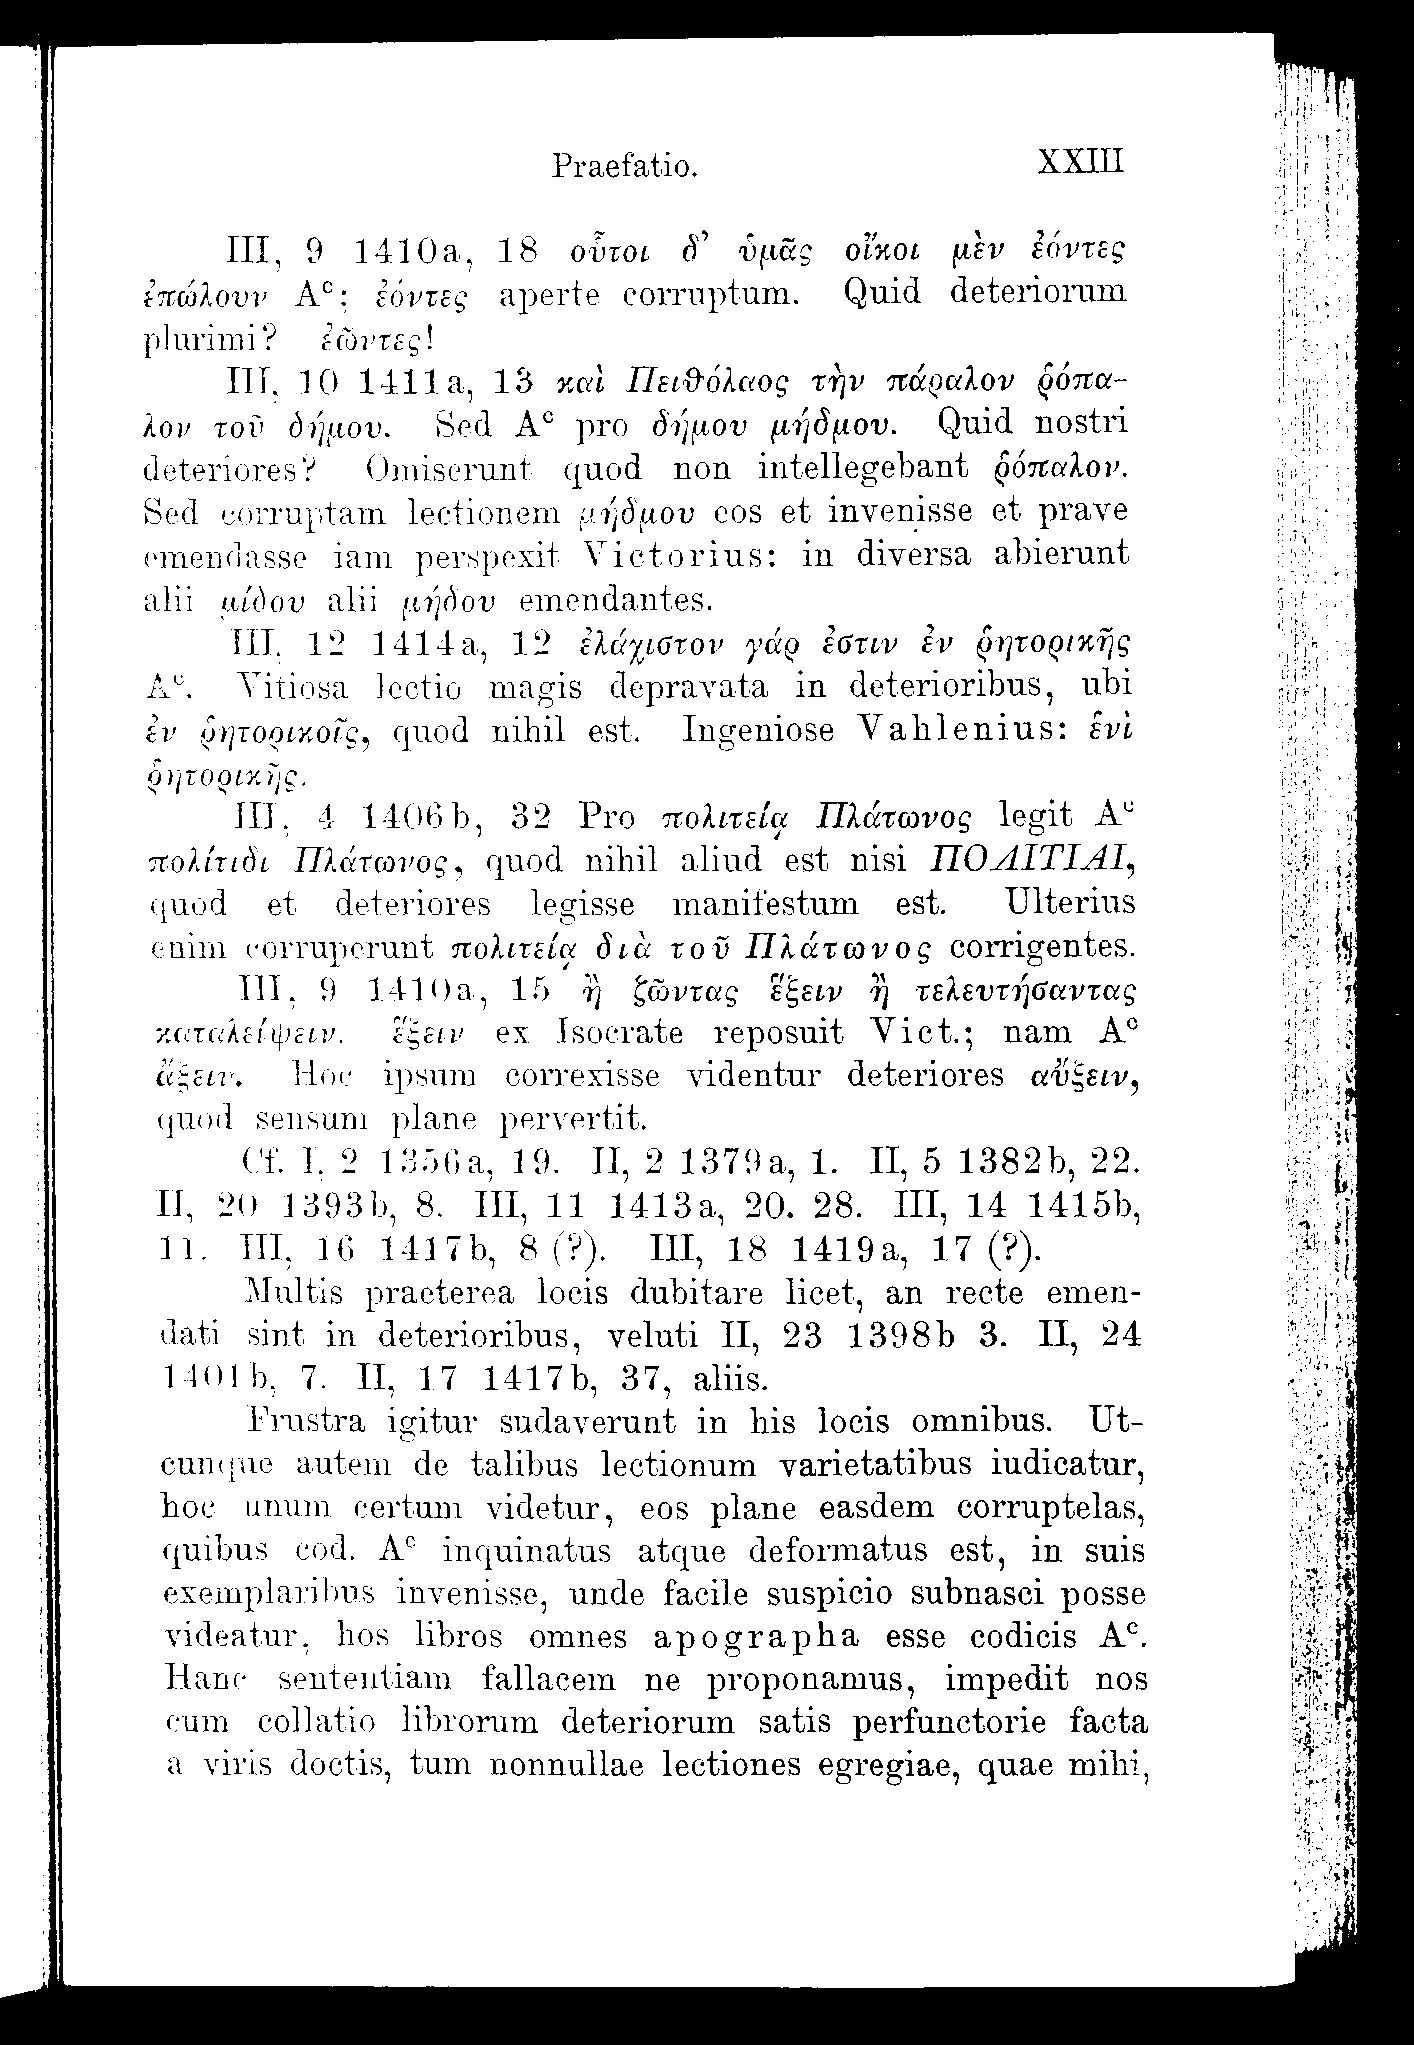 Praefatio. XXIII
III, 9 1410a, 18 οὗτοι δ’ ὑμᾶς οἴκοι μὲν ἐόντες
ἐπώλουν Aᶜ; ἐόντες aperte corruptum. Quid deteriorum
plurimi? ἐῶντες!
III, 10 1411a, 13 καὶ Πειθόλαος τὴν πάραλον ῥόπα-
λον τοῦ δήμου. Sed Aᶜ pro δήμου μήδμου. Quid nostri
deteriores? Omiserunt quod non intellegebant ῥόπαλον.
Sed corruptam lectionem μήδμου eos et invenisse et prave
emendasse iam perspexit Victorius: in diversa abierunt
alii μίδου alii μήδου emendantes.
III, 12 1414a, 12 ἐλάχιστον γάρ ἐστιν ἐν ῥητορικῆς
Aᶜ. Vitiosa lectio magis depravata in deterioribus, ubi
ἐν ῥητορικοῖς, quod nihil est. Ingeniose Vahlenius: ἑνὶ
ῥητορικῆς.
III, 4 1406b, 32 Pro πολιτείᾳ Πλάτωνος legit Aᶜ
πολίτιδι Πλάτωνος, quod nihil aliud est nisi ΠΟΛΙΤΙΑΙ,
quod et deteriores legisse manifestum est. Ulterius
enim corruperunt πολιτείᾳ διὰ τοῦ Πλάτωνος corrigentes.
III, 9 1410a, 15 ἢ ζῶντας ἕξειν ἢ τελευτήσαντας
καταλείψειν. ἕξειν ex Isocrate reposuit Vict.; nam Aᶜ
ἄξειν. Hoc ipsum correxisse videntur deteriores αὔξειν,
quod sensum plane pervertit.
Cf. I, 2 1356a, 19. II, 2 1379a, 1. II, 5 1382b, 22.
II, 20 1393b, 8. III, 11 1413a, 20. 28. III, 14 1415b,
11. III, 16 1417b, 8 (?). III, 18 1419a, 17 (?).
Multis praeterea locis dubitare licet, an recte emen-
dati sint in deterioribus, veluti II, 23 1398b 3. II, 24
1401b, 7. II, 17 1417b, 37, aliis.
Frustra igitur sudaverunt in his locis omnibus. Ut-
cunque autem de talibus lectionum varietatibus iudicatur,
hoc unum certum videtur, eos plane easdem corruptelas,
quibus cod. Aᶜ inquinatus atque deformatus est, in suis
exemplaribus invenisse, unde facile suspicio subnasci posse
videatur, hos libros omnes apographa esse codicis Aᶜ.
Hanc sententiam fallacem ne proponamus, impedit nos
cum collatio librorum deteriorum satis perfunctorie facta
a viris doctis, tum nonnullae lectiones egregiae, quae mihi,